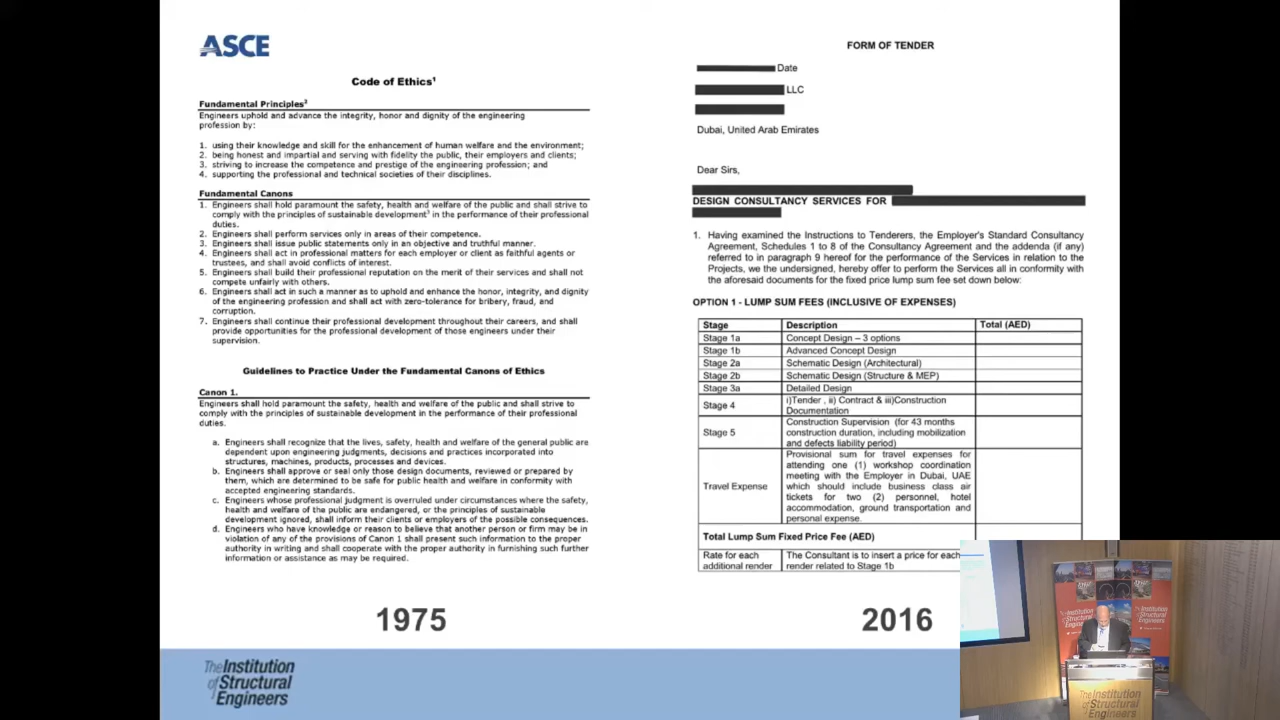 ASCE
Code of Ethics¹
Fundamental Principles²
Engineers uphold and advance the integrity, honor and dignity of the engineering
profession by:
1. using their knowledge and skill for the enhancement of human welfare and the environment;
2. being honest and impartial and serving with fidelity the public, their employers and clients;
3. striving to increase the competence and prestige of the engineering profession; and
4. supporting the professional and technical societies of their disciplines.
Fundamental Canons
1. Engineers shall hold paramount the safety, health and welfare of the public and shall strive to
comply with the principles of sustainable development³ in the performance of their professional
duties.
2. Engineers shall perform services only in areas of their competence.
3. Engineers shall issue public statements only in an objective and truthful manner.
4. Engineers shall act in professional matters for each employer or client as faithful agents or
trustees, and shall avoid conflicts of interest.
5. Engineers shall build their professional reputation on the merit of their services and shall not
compete unfairly with others.
6. Engineers shall act in such a manner as to uphold and enhance the honor, integrity, and dignity
of the engineering profession and shall act with zero-tolerance for bribery, fraud, and
corruption.
7. Engineers shall continue their professional development throughout their careers, and shall
provide opportunities for the professional development of those engineers under their
supervision.
Guidelines to Practice Under the Fundamental Canons of Ethics
Canon 1.
Engineers shall hold paramount the safety, health and welfare of the public and shall strive to
comply with the principles of sustainable development in the performance of their professional
duties.
a. Engineers shall recognize that the lives, safety, health and welfare of the general public are
dependent upon engineering judgments, decisions and practices incorporated into
structures, machines, products, processes and devices.
b. Engineers shall approve or seal only those design documents, reviewed or prepared by
them, which are determined to be safe for public health and welfare in conformity with
accepted engineering standards.
c. Engineers whose professional judgment is overruled under circumstances where the safety,
health and welfare of the public are endangered, or the principles of sustainable
development ignored, shall inform their clients or employers of the possible consequences.
d. Engineers who have knowledge or reason to believe that another person or firm may be in
violation of any of the provisions of Canon 1 shall present such information to the proper
authority in writing and shall cooperate with the proper authority in furnishing such further
information or assistance as may be required.
1975
FORM OF TENDER
Date
LLC
Dubai, United Arab Emirates
Dear Sirs,
DESIGN CONSULTANCY SERVICES FOR
1. Having examined the Instructions to Tenderers, the Employer's Standard Consultancy
Agreement, Schedules 1 to 8 of the Consultancy Agreement and the addenda (if any)
referred to in paragraph 9 hereof for the performance of the Services in relation to the
Projects, we the undersigned, hereby offer to perform the Services all in conformity with
the aforesaid documents for the fixed price lump sum fee set down below:
OPTION 1 - LUMP SUM FEES (INCLUSIVE OF EXPENSES)
Stage Description Total (AED)
Stage 1a Concept Design – 3 options
Stage 1b Advanced Concept Design
Stage 2a Schematic Design (Architectural)
Stage 2b Schematic Design (Structure & MEP)
Stage 3a Detailed Design
Stage 4 i)Tender , ii) Contract & iii)Construction
Documentation
Stage 5 Construction Supervision (for 43 months
construction duration, including mobilization
and defects liability period)
Travel Expense Provisional sum for travel expenses for
attending one (1) workshop coordination
meeting with the Employer in Dubai, UAE
which should include business class air
tickets for two (2) personnel, hotel
accommodation, ground transportation and
personal expense.
Total Lump Sum Fixed Price Fee (AED)
Rate for each additional render The Consultant is to insert a price for each
render related to Stage 1b
2016
The Institution
of Structural
Engineers
The Institution
of Structural
Engineers